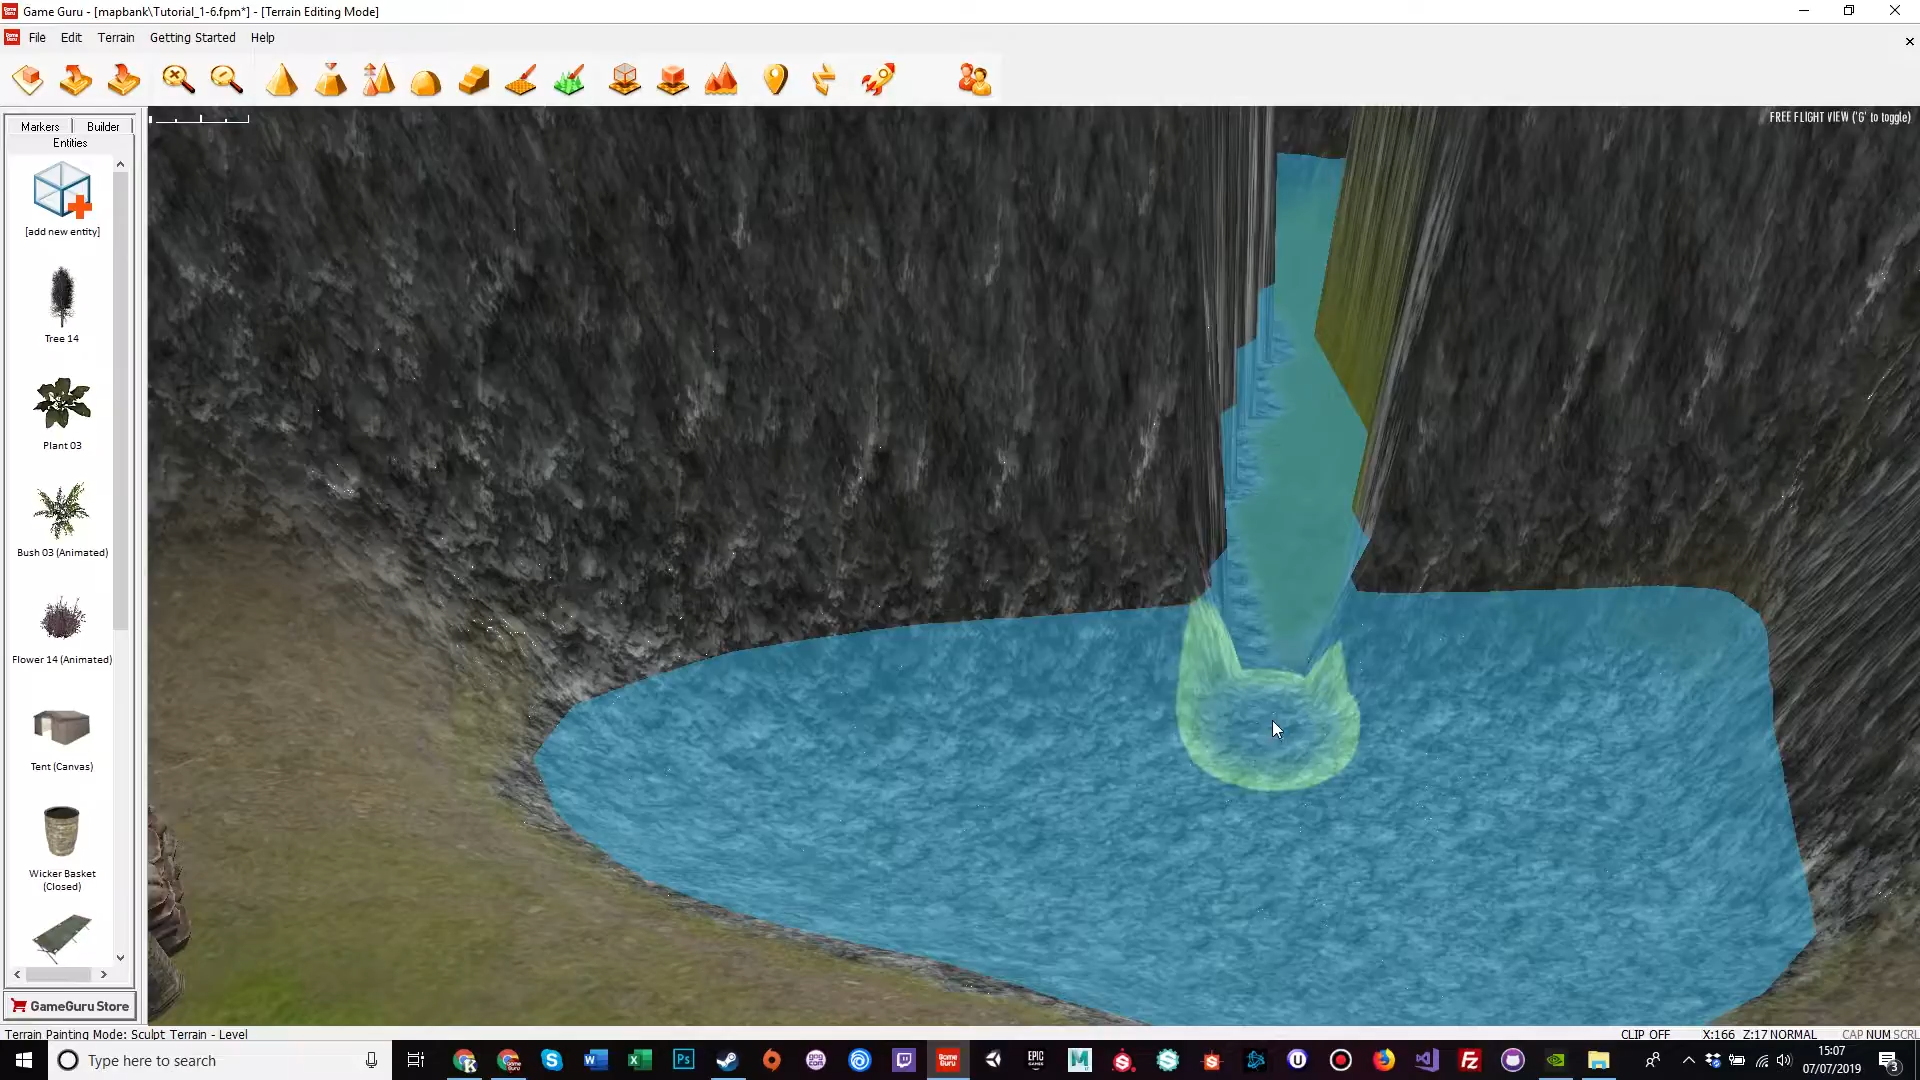 Game Guru - [mapbank\Tutorial_1-6.fpm*] - [Terrain Editing Mode]
File Edit Terrain Getting Started Help
Markers Builder
Entities
FREE FLIGHT VIEW ('G' to toggle)
[add new entity]
Tree 14
Plant 03
Bush 03 (Animated)
Flower 14 (Animated)
Tent (Canvas)
Wicker Basket
(Closed)
GameGuru Store
Terrain Painting Mode: Sculpt Terrain - Level
CLIP OFF X:166 Z:17 NORMAL CAP NUM SCRL
Type here to search
15:07
07/07/2019
3